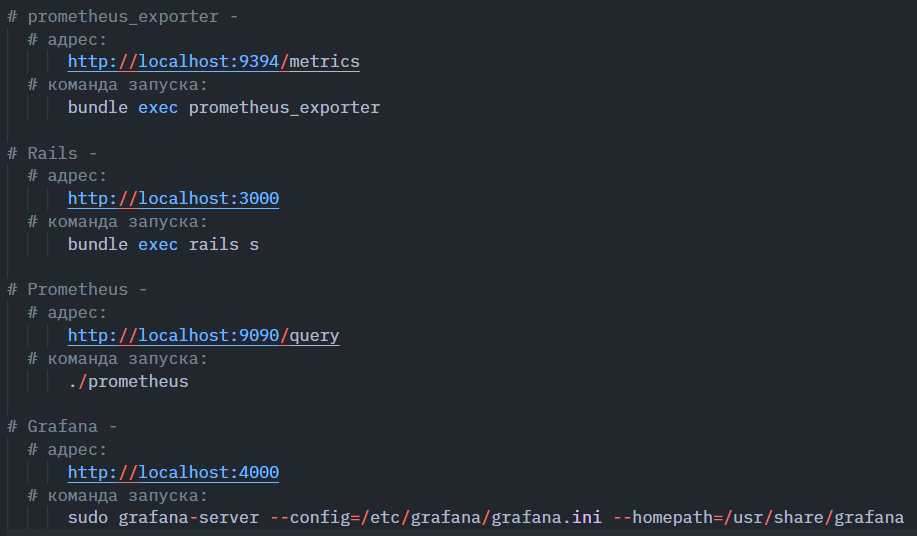 # prometheus_exporter -
# адрес:
http://localhost:9394/metrics
# команда запуска:
bundle exec prometheus_exporter
# Rails -
# адрес:
http://localhost:3000
# команда запуска:
bundle exec rails s
# Prometheus -
# адрес:
http://localhost:9090/query
# команда запуска:
./prometheus
# Grafana -
# адрес:
http://localhost:4000
# команда запуска:
sudo grafana-server --config=/etc/grafana/grafana.ini --homepath=/usr/share/grafana